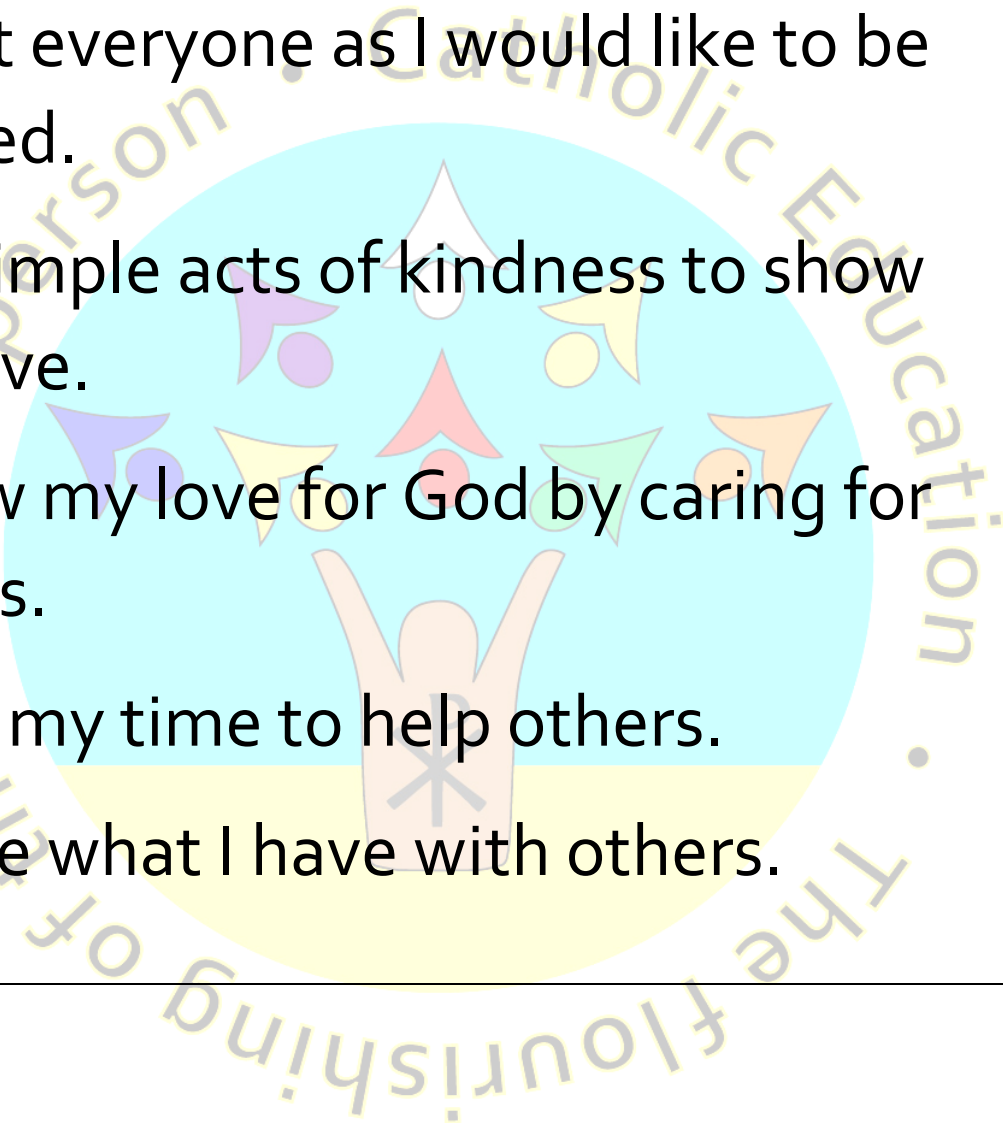 t everyone as I would like to be
ed.
imple acts of kindness to show
ve.
w my love for God by caring for
s.
my time to help others.
e what I have with others.
person • Catholic Education • The flourishing of